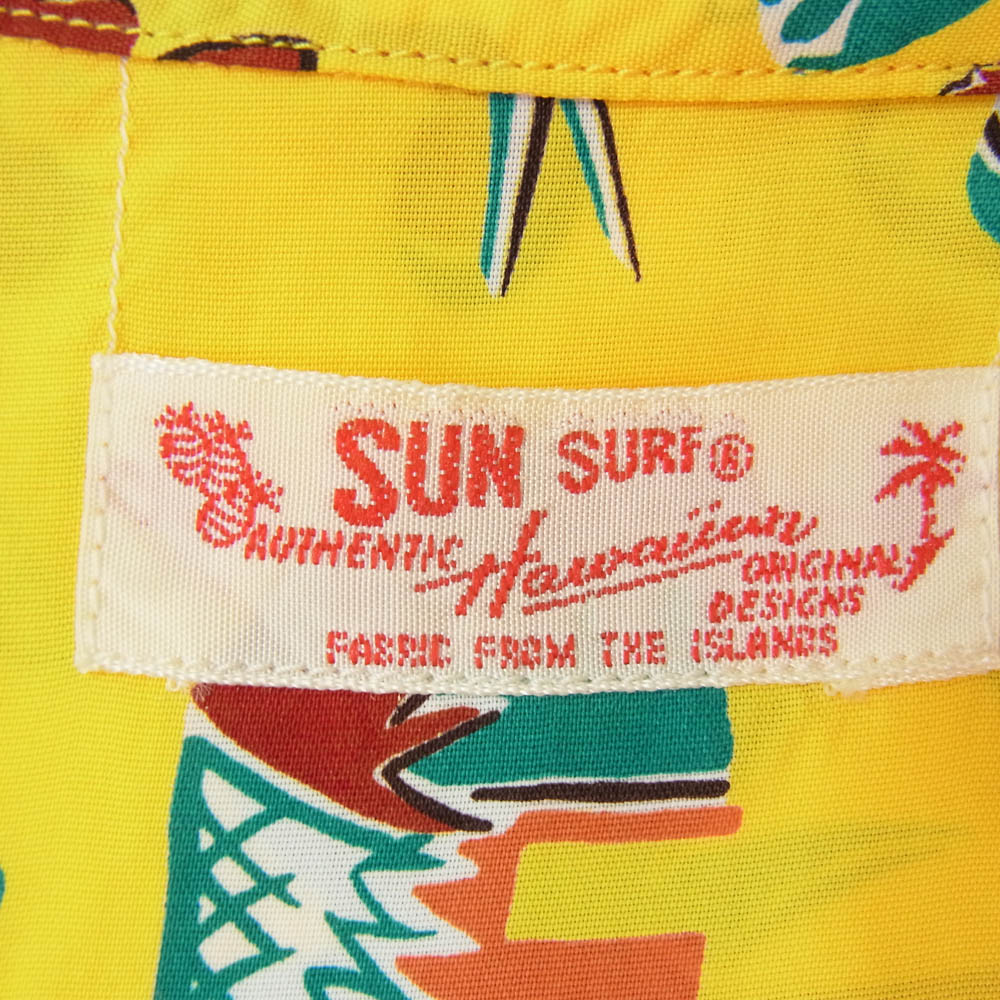 SUN SURF®
AUTHENTIC Hawaiian ORIGINAL
DESIGNS
FABRIC FROM THE ISLANDS